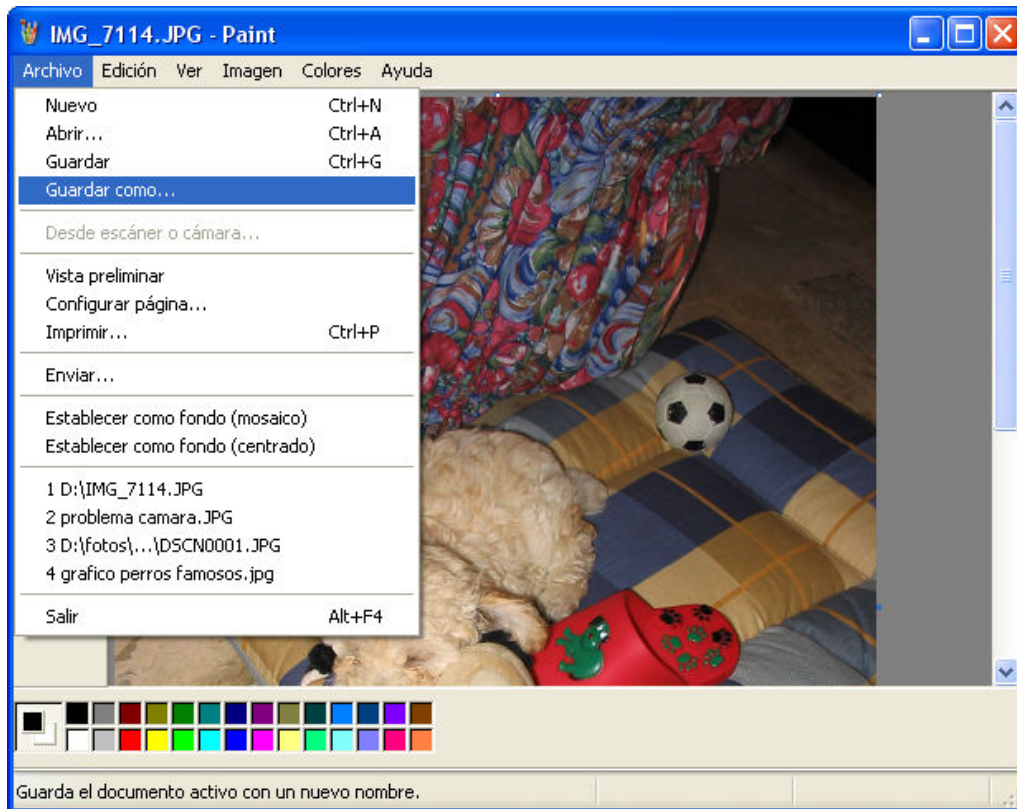 IMG_7114.JPG - Paint
Archivo Edición Ver Imagen Colores Ayuda
Nuevo Ctrl+N
Abrir... Ctrl+A
Guardar Ctrl+G
Guardar como...
Desde escáner o cámara...
Vista preliminar
Configurar página...
Imprimir... Ctrl+P
Enviar...
Establecer como fondo (mosaico)
Establecer como fondo (centrado)
1 D:\IMG_7114.JPG
2 problema camara.JPG
3 D:\fotos\...\DSCN0001.JPG
4 grafico perros famosos.jpg
Salir Alt+F4
Guarda el documento activo con un nuevo nombre.